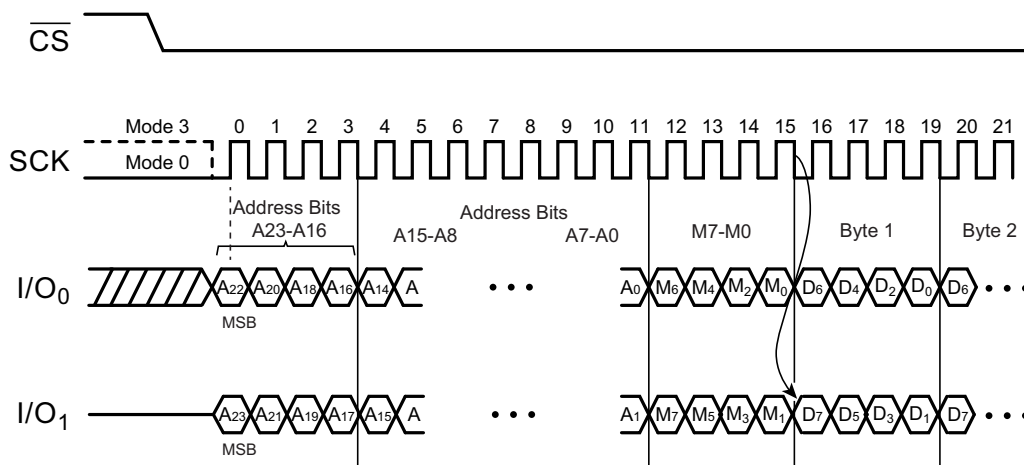 CS
Mode 3 0 1 2 3 4 5 6 7 8 9 10 11 12 13 14 15 16 17 18 19 20 21
SCK
Mode 0
Address Bits
A23-A16
Address Bits
A15-A8 A7-A0
M7-M0
Byte 1
Byte 2
I/O0 A22 A20 A18 A16 A14 A • • • A0 M6 M4 M2 M0 D6 D4 D2 D0 D6 • • •
MSB
I/O1 A23 A21 A19 A17 A15 A • • • A1 M7 M5 M3 M1 D7 D5 D3 D1 D7 • • •
MSB